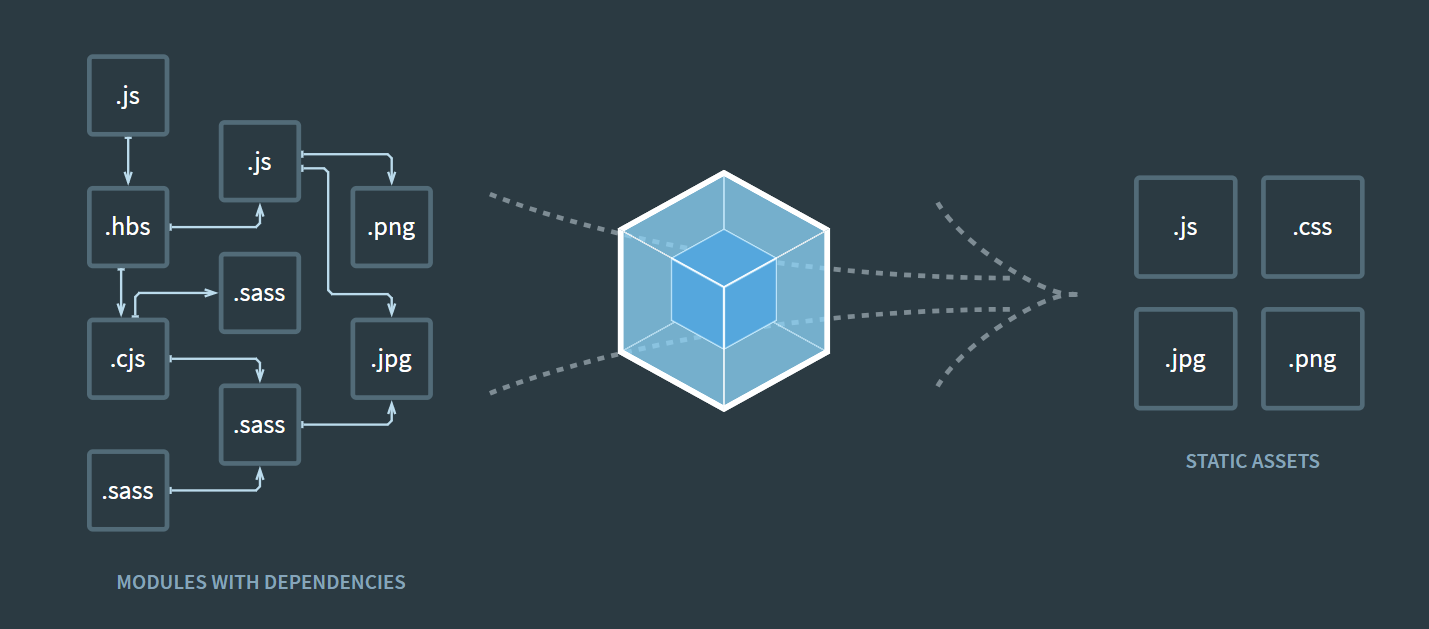 .js
.js
.hbs
.png
.sass
.cjs
.jpg
.sass
.sass
MODULES WITH DEPENDENCIES
.js
.css
.jpg
.png
STATIC ASSETS